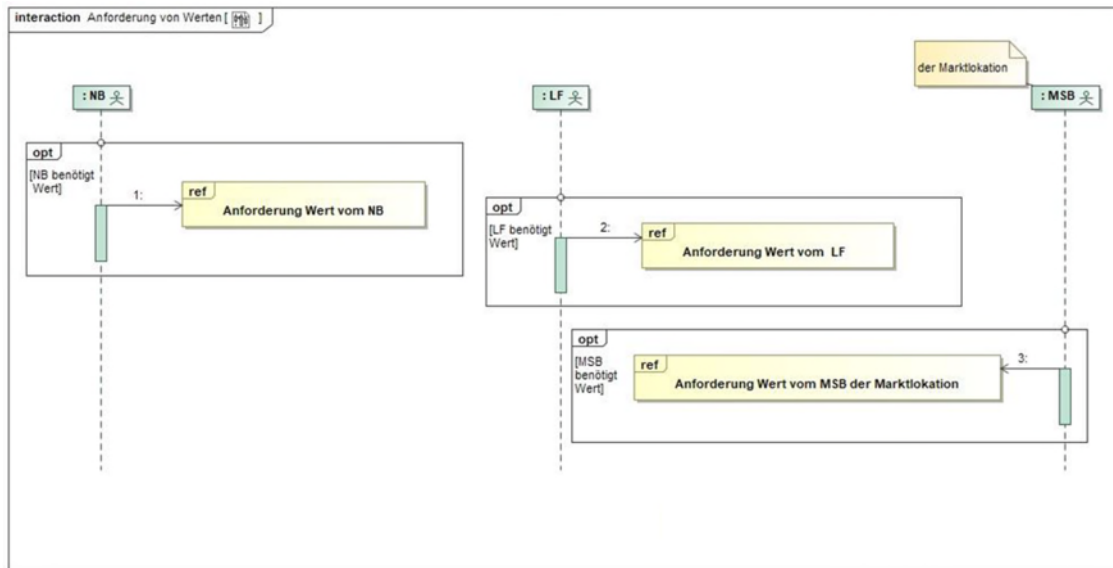 interaction Anforderung von Werten [ ]
der Marktlokation
: NB
: LF
: MSB
opt
[NB benötigt
Wert]
1:
ref
Anforderung Wert vom NB
opt
[LF benötigt
Wert]
2:
ref
Anforderung Wert vom LF
opt
[MSB
benötigt
Wert]
ref
Anforderung Wert vom MSB der Marktlokation
3: